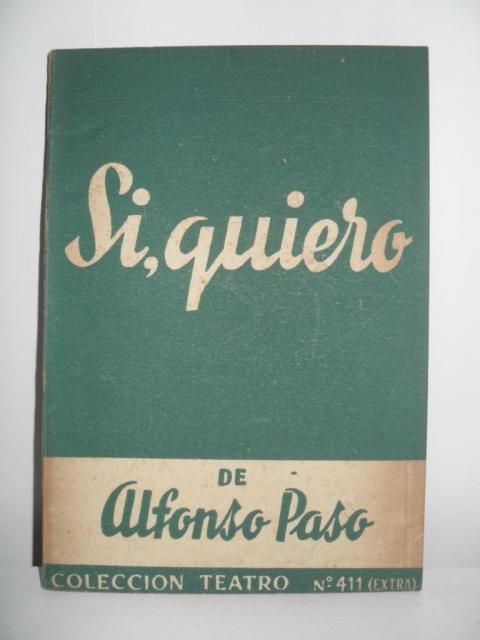 Si, quiero
DE
Alfonso Paso
COLECCION TEATRO Nº 411 (EXTRA)